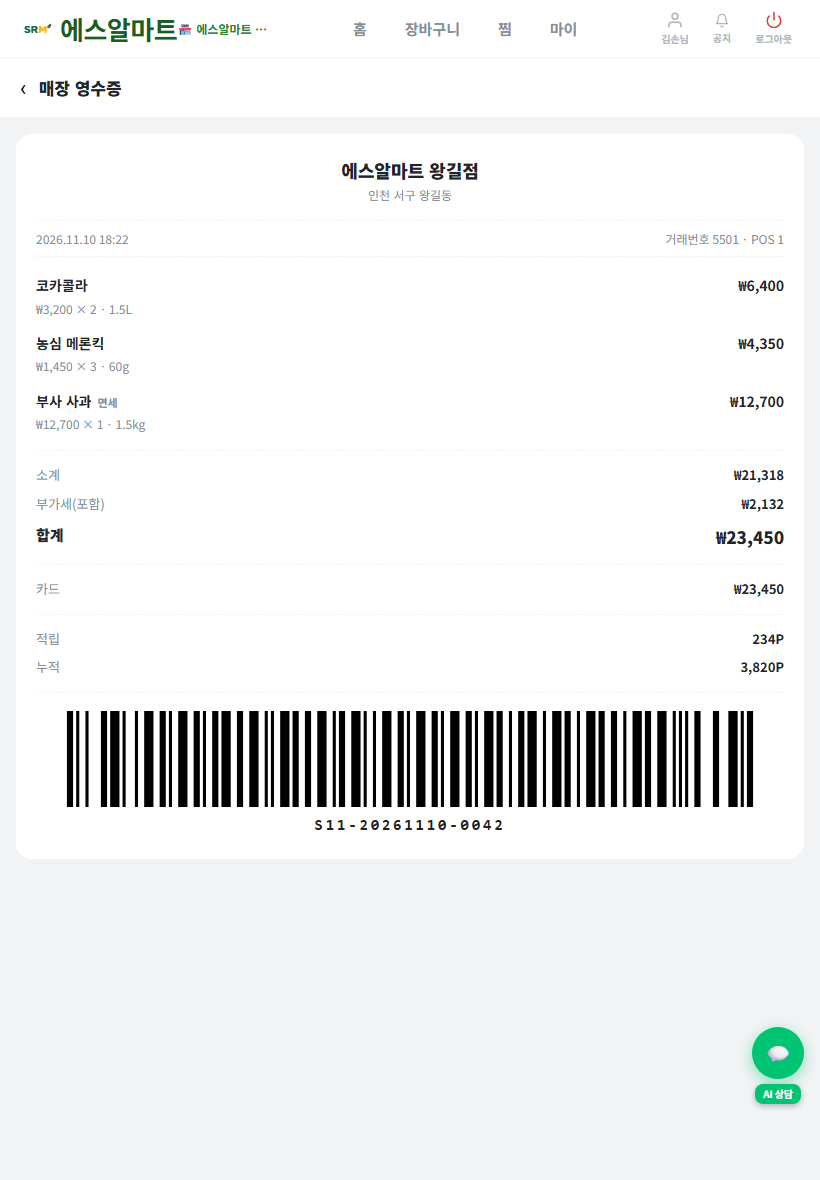 SRM 에스알마트 에스알마트 ··· 홈 장바구니 찜 마이 김손님 공지 로그아웃
‹ 매장 영수증
에스알마트 왕길점
인천 서구 왕길동
2026.11.10 18:22 거래번호 5501 · POS 1
코카콜라 ₩6,400
₩3,200 × 2 · 1.5L
농심 메론킥 ₩4,350
₩1,450 × 3 · 60g
부사 사과 면세 ₩12,700
₩12,700 × 1 · 1.5kg
소계 ₩21,318
부가세(포함) ₩2,132
합계 ₩23,450
카드 ₩23,450
적립 234P
누적 3,820P
S11-20261110-0042
AI 상담